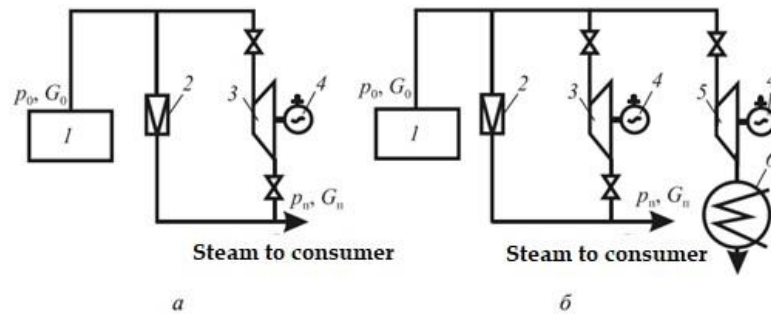 p₀, G₀
1
2
3
4
pп, Gп
Steam to consumer
а
p₀, G₀
1
2
3
4
5
6
pп, Gп
Steam to consumer
б